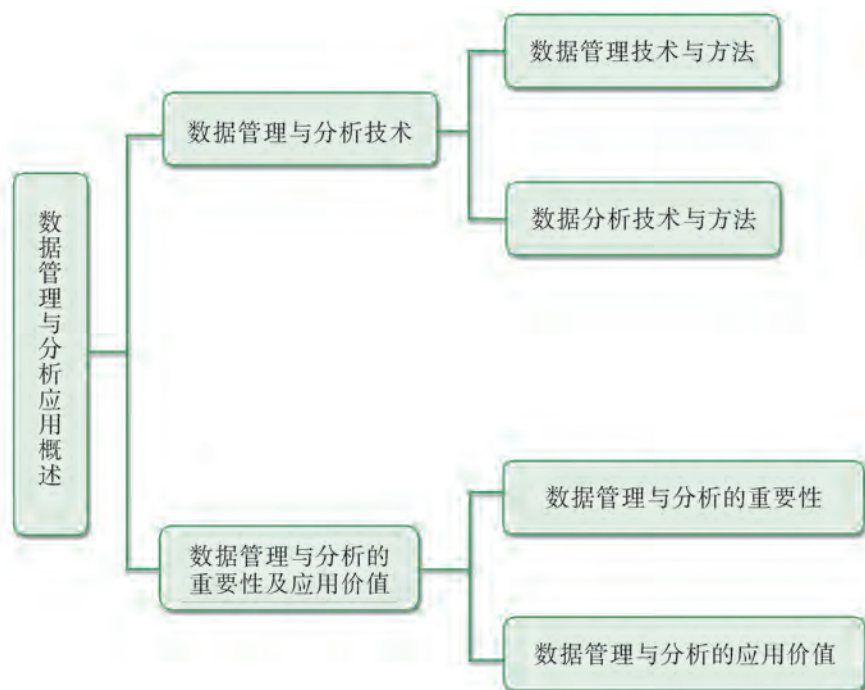 数据管理与分析应用概述
数据管理与分析技术
数据管理技术与方法
数据分析技术与方法
数据管理与分析的
重要性及应用价值
数据管理与分析的重要性
数据管理与分析的应用价值